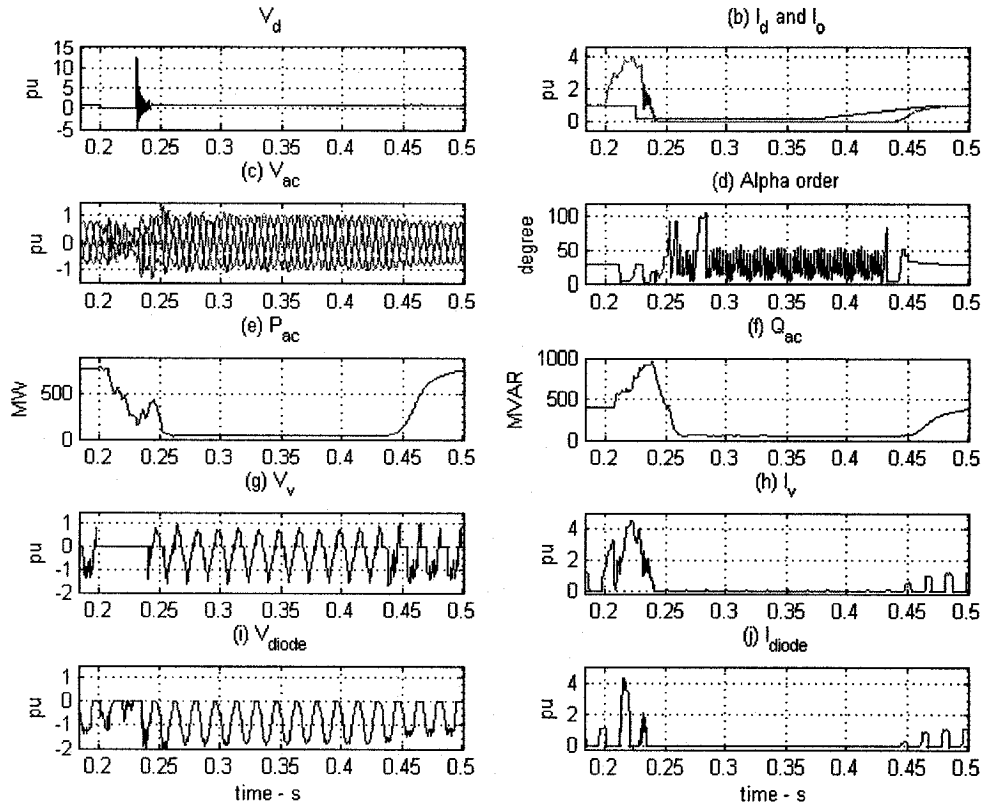 V_d
pu
15
10
5
0
-5
0.2 0.25 0.3 0.35 0.4 0.45 0.5
(b) I_d and I_o
pu
4
2
0
0.2 0.25 0.3 0.35 0.4 0.45 0.5
(c) V_ac
pu
1
0
-1
0.2 0.25 0.3 0.35 0.4 0.45 0.5
(d) Alpha order
degree
100
50
0
0.2 0.25 0.3 0.35 0.4 0.45 0.5
(e) P_ac
MW
500
0
0.2 0.25 0.3 0.35 0.4 0.45 0.5
(f) Q_ac
MVAR
1000
500
0
0.2 0.25 0.3 0.35 0.4 0.45 0.5
(g) V_v
pu
1
0
-1
-2
0.2 0.25 0.3 0.35 0.4 0.45 0.5
(h) I_v
pu
4
2
0
0.2 0.25 0.3 0.35 0.4 0.45 0.5
(i) V_diode
pu
1
0
-1
-2
0.2 0.25 0.3 0.35 0.4 0.45 0.5
time - s
(j) I_diode
pu
4
2
0
0.2 0.25 0.3 0.35 0.4 0.45 0.5
time - s